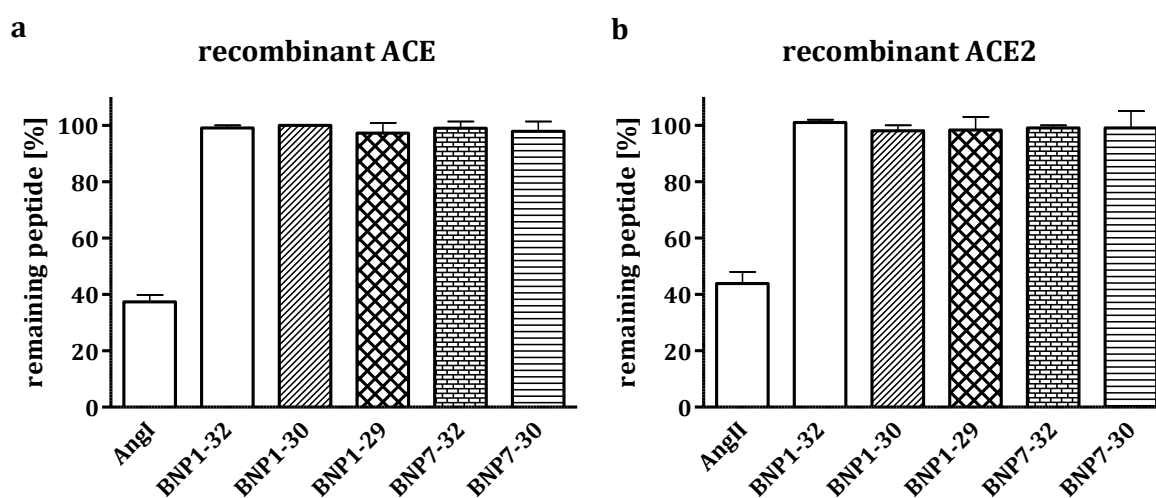 a
recombinant ACE
remaining peptide [%]
100
80
60
40
20
0
AngI
BNP1-32
BNP1-30
BNP1-29
BNP7-32
BNP7-30
b
recombinant ACE2
remaining peptide [%]
100
80
60
40
20
0
AngII
BNP1-32
BNP1-30
BNP1-29
BNP7-32
BNP7-30